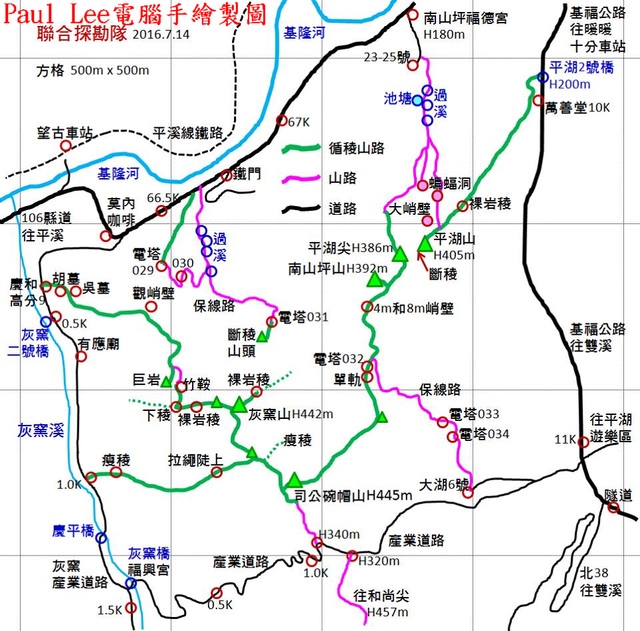 Paul Lee電腦手繪製圖
聯合探勘隊 2016.7.14
方格 500m x 500m
基隆河
南山坪福德宮
H180m
基福公路
往暖暖
十分車站
23-25號
平湖2號橋
H200m
池塘
過溪
萬善堂10K
67K
望古車站
平溪線鐵路
循稜山路
山路
道路
基隆河
鐵門
蝙蝠洞
裸岩稜
大峭壁
66.5K
莫內
咖啡
106縣道
往平溪
過溪
平湖山
H405m
平湖尖H386m
斷稜
南山坪山H392m
電塔
029
030
慶和
高分9
胡墓
吳墓
觀峭壁
保線路
電塔031
4m和8m峭壁
0.5K
灰窯
二號橋
有應廟
斷稜
山頭
基福公路
往雙溪
電塔032
單軌
巨岩
竹鞍
裸岩稜
保線路
下稜
裸岩稜
灰窯山H442m
電塔033
電塔034
灰窯溪
瘦稜
往平湖
遊樂區
11K
瘦稜
拉繩陡上
1.0K
司公碗帽山H445m
大湖6號
隧道
慶平橋
H340m
產業道路
灰窯橋
福興宮
灰窯
產業道路
產業道路
1.0K
H320m
北38
往雙溪
0.5K
1.5K
往和尚尖
H457m